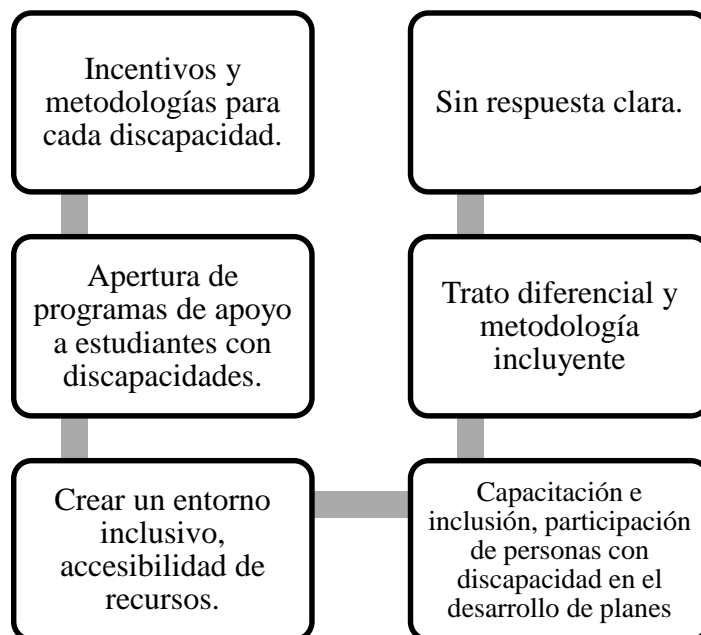 Incentivos y
metodologías para
cada discapacidad.
Apertura de
programas de apoyo
a estudiantes con
discapacidades.
Crear un entorno
inclusivo,
accesibilidad de
recursos.
Capacitación e
inclusión, participación
de personas con
discapacidad en el
desarrollo de planes
Trato diferencial y
metodología
incluyente
Sin respuesta clara.